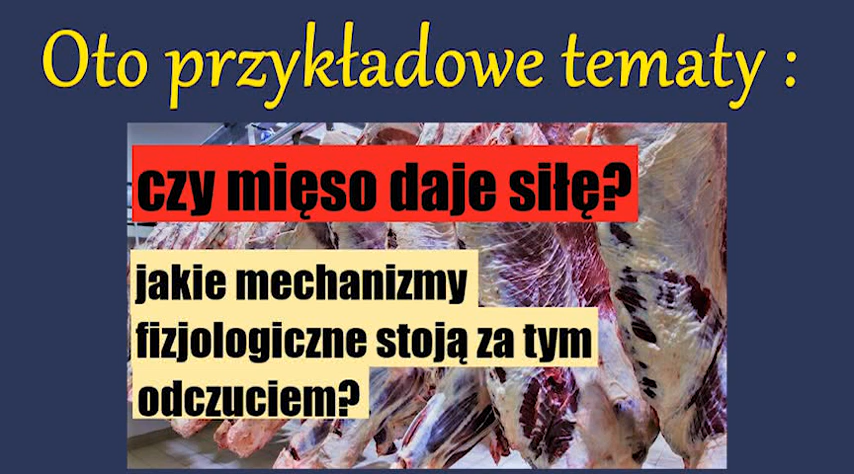 Oto przykładowe tematy :
czy mięso daje siłę?
jakie mechanizmy
fizjologiczne stoją za tym
odczuciem?